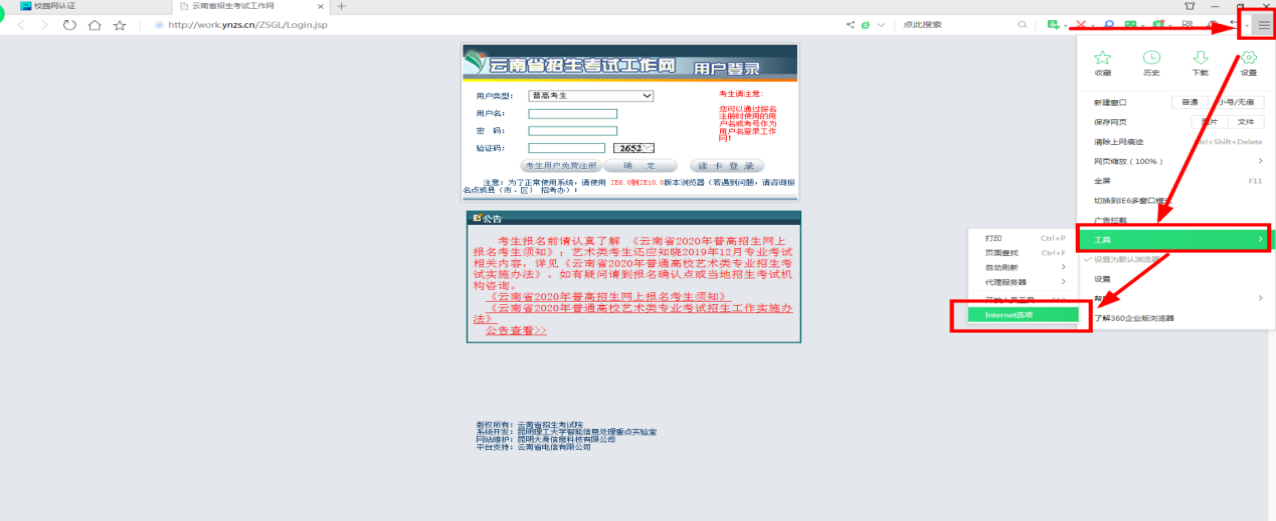 校园网认证
云南省招生考试工作网
http://work.ynzs.cn/ZSGL/Login.jsp
点此搜索
云南省招生考试工作网 用户登录
用户类型：
普高考生
用户名：
密 码：
验证码：
2652
考生请注意：
您可以通过报名
注册时使用的用
户名或考号作为
用户名登录工作
网！
考生用户免费注册
确 定
读 卡 登 录
注意：为了正常使用系统，请使用 IE6.0到IE10.0版本浏览器（若遇到问题，请咨询报
名点或县（市、区） 招考办）；
公告
考生报名前请认真了解 《云南省2020年普高招生网上
报名考生须知》；艺术类考生还应知晓2019年12月专业考试
相关内容，详见《云南省2020年普通高校艺术类专业招生考
试实施办法》。如有疑问请到报名确认点或当地招生考试机
构咨询。
《云南省2020年普高招生网上报名考生须知》
《云南省2020年普通高校艺术类专业考试招生工作实施办
法》
公告查看>>
版权所有：云南省招生考试院
系统开发：昆明理工大学智能信息处理重点实验室
网站维护：昆明大身信息科技有限公司
平台支持：云南省电信有限公司
收藏
历史
下载
设置
新建窗口
普通
小号/无痕
保存网页
图片
文件
清除上网痕迹
Ctrl+Shift+Delete
网页缩放（100%）
全屏
F11
切换到IE6多窗口模式
广告拦截
工具
设置为默认浏览器
设置
帮助
了解360企业版浏览器
打印
Ctrl+P
页面查找
Ctrl+F
自动刷新
代理服务器
开发人员工具
Internet选项